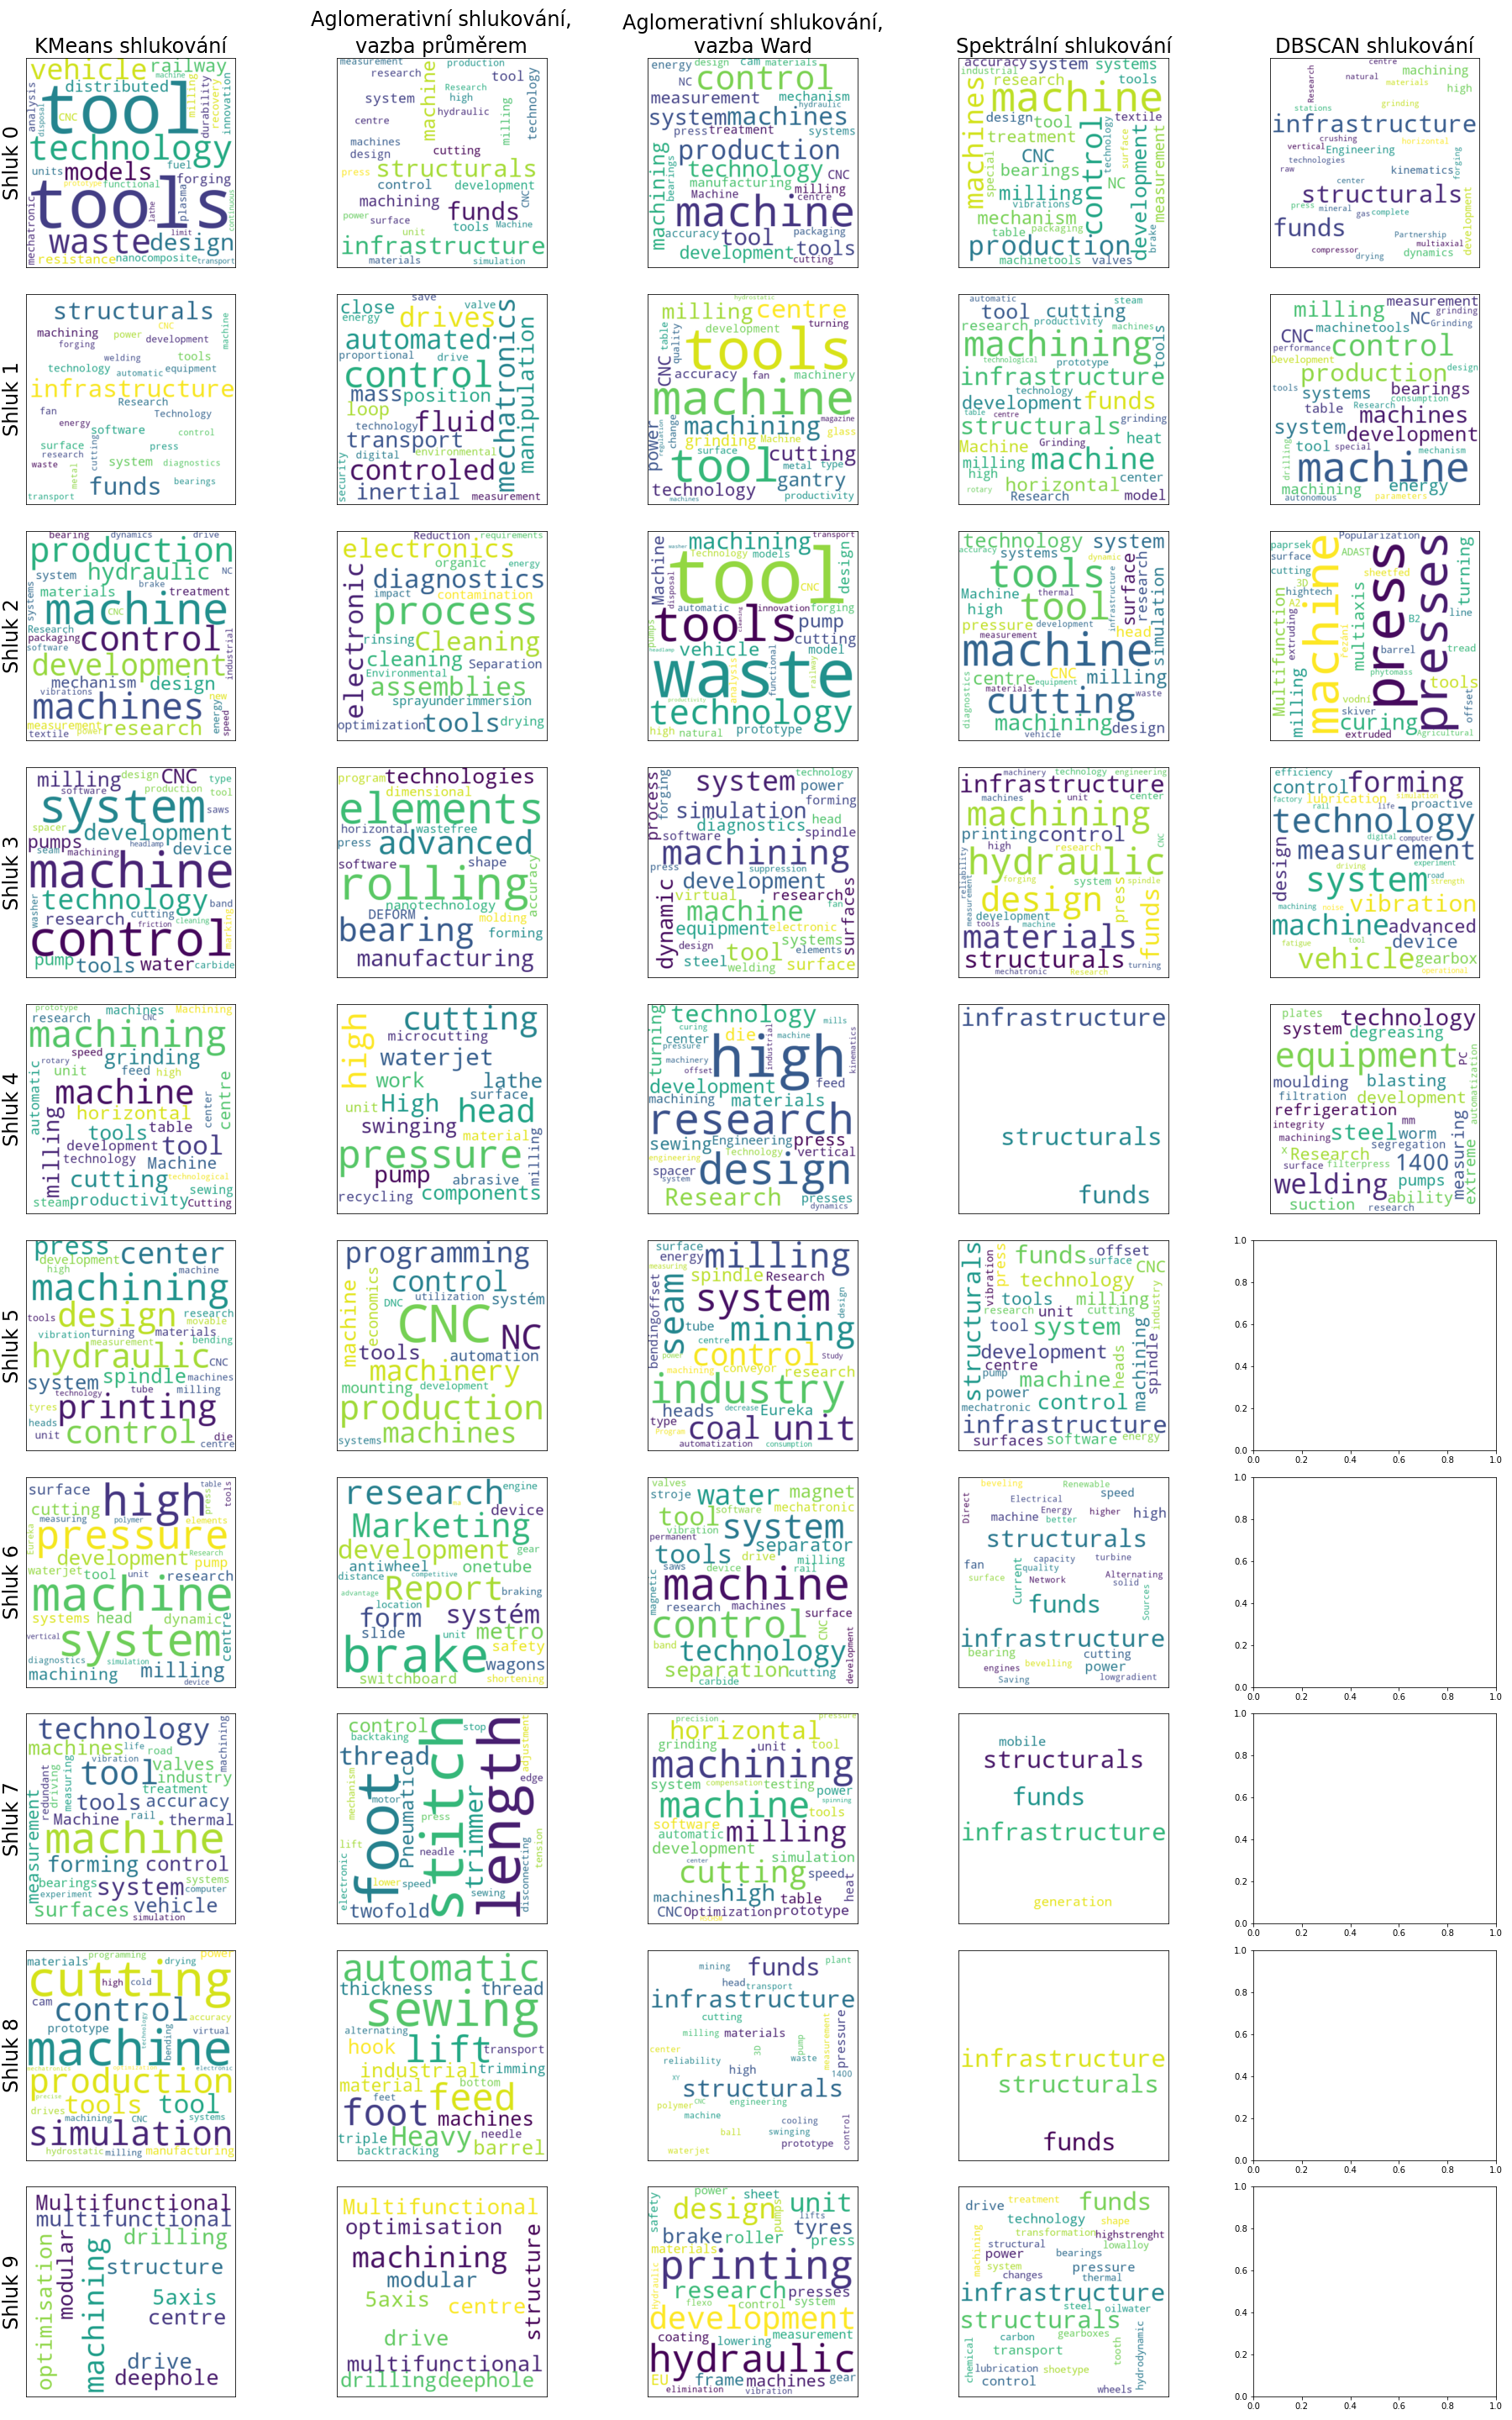 Aglomerativní shlukování, Aglomerativní shlukování,
KMeans shlukování vazba průměrem vazba Ward Spektrální shlukování DBSCAN shlukování
Shluk 0
vehicle railway distributed tool CNC analysis disposal durability recovery innovation technology units models fuel functional forging tools plasma lathe limit mechatronic waste design resistance nanocomposite transport
measurement production research machine tool system Research high hydraulic centre milling technology machines design cutting press structurals control development machining funds CNC power surface tools Machine unit infrastructure materials simulation
energy design cam materials NC control measurement mechanism hydraulic system machines press treatment systems production machining bearings technology CNC manufacturing milling Machine centre machine accuracy tool packaging development tools cutting
accuracy system systems industrial research tools machine machines design tool textile treatment control technology CNC bearings special surface development measurement milling NC vibrations mechanism table packaging production brake machinetools valves
centre Research natural machining materials high stations grinding infrastructure crushing vertical Engineering horizontal technologies raw kinematics forging center structurals press mineral gas complete funds Partnership development multiaxial compressor drying dynamics
Shluk 1
structurals CNC machining power development machine forging welding tools technology automatic equipment infrastructure Research fan Technology energy software control surface press research cutting waste metal system diagnostics bearings transport funds
save close valve energy drives automated proportional drive control mechatronics manipulation mass position loop fluid technology transport digital environmental security controled inertial measurement
hydrostatic milling centre development turning table quality tools CNC accuracy fan machinery machine power regulation change machining magazine grinding Machine glass surface cutting tool metal type technology gantry productivity machines
automatic steam tool cutting research productivity machines machining tools technological prototype infrastructure technology development funds table centre grinding structurals Machine Grinding heat milling machine high center horizontal rotary Research model
measurement milling NC grinding Grinding machinetools CNC control performance Development production design tools systems bearings consumption table Research machines system development tool special mechanism drilling machine machining energy autonomous parameters
Shluk 2
bearing dynamics drive production hydraulic NC system brake materials treatment systems machine CNC Research packaging control software development industrial mechanism design vibrations new machines energy speed measurement power research textile
Reduction requirements electronics organic energy diagnostics electronic impact contamination process rinsing Cleaning cleaning Separation Environmental assemblies sprayunderimmersion optimization tools drying
machining transport washer Technology models Machine tool design disposal CNC automatic innovation forging tools pump pumps cutting headlamp vehicle model cleaning waste analysis functional railway productivity technology high natural prototype
technology system accuracy systems dynamic tools surface research Machine thermal high tool infrastructure simulation pressure development head measurement machine centre CNC milling equipment materials waste diagnostics cutting machining design vehicle
Popularization paprsek ADAST surface cutting sheetfed turning 3D hightech A2 machine press presses Multifunction extruding multiaxis B2 line barrel tread phytomass milling vodní tools skiver curing offset extruded Agricultural
Shluk 3
milling design CNC type software production tool system saws spacer development pumps headlamp device seam machining machine technology band washer research cutting cleaning friction marking control pump tools water carbide
program technologies dimensional elements horizontal wastefree press advanced software shape rolling accuracy nanotechnology DEFORM molding bearing forming manufacturing
process forging system technology power simulation forming diagnostics head software spindle machining press suppression development virtual researches fan dynamic machine surfaces equipment electronic systems design tool elements steel welding surface
machinery technology engineering infrastructure machines unit center machining printing control CNC high research hydraulic reliability measurement system forging spindle design press funds development tools machine materials structurals mechatronic Research turning
efficiency control forming factory lubrication simulation rail life proactive technology digital computer design measurement driving experiment system road strength vibration machining noise machine advanced fatigue tool device vehicle gearbox operational
Shluk 4
prototype machines Machining research CNC machining speed grinding rotary unit feed high automatic machine center centre horizontal tools table milling development tool technology Machine cutting technological sewing steam productivity Cutting
cutting high microcutting waterjet work lathe surface unit High head swinging material milling pressure pump abrasive recycling components
technology mills turning curing die machine center industrial kinematics pressure high machinery offset development feed machining materials research sewing Engineering press engineering Technology vertical spacer design system Research presses dynamics
infrastructure structurals funds
plates technology system degreasing equipment PC automatization moulding blasting filtration development refrigeration mm integrity steel worm machining segregation measuring extreme X Research 1400 surface filterpress welding pumps ability suction research
Shluk 5
press center development high machine machining design research tools movable vibration turning materials measurement bending hydraulic CNC system spindle machines technology tube milling tyres printing heads unit control die centre
programming control machine economics DNC utilization systém CNC NC tools automation machinery mounting development production systems machines
surface energy milling measuring spindle Research seam system design bending offset tube mining centre power control Study machining conveyor research industry heads decrease Eureka type Program coal unit automatization consumption
structurals press vibration funds offset surface CNC technology tools milling industry research unit cutting tool system development centre machining spindle pump machine heads power mechatronic control infrastructure surfaces software energy
1.0 0.8 0.6 0.4 0.2 0.0
0.0 0.2 0.4 0.6 0.8 1.0
Shluk 6
surface high table tools press cutting measuring polymer elements Eureka pressure development Research pump waterjet tool unit research machine systems head dynamic centre vertical system diagnostics simulation machining milling device
research engine device Marketing development gear antiwheel onetube distance competitive advantage Report braking location form systém slide unit metro brake safety wagons switchboard shortening
valves stroje water magnet tool software mechatronic vibration system permanent separator tools drive milling saws device rail magnetic machine research machines surface control CNC development band technology separation cutting carbide
beveling Renewable Direct Electrical speed machine Energy higher high better structurals fan capacity turbine quality surface Current Network Alternating solid Sources funds infrastructure bearing cutting engines bevelling power lowgradient Saving
1.0 0.8 0.6 0.4 0.2 0.0
0.0 0.2 0.4 0.6 0.8 1.0
Shluk 7
technology machining machines life road vibration valves redundant driving measuring tool industry treatment tools accuracy Machine rail thermal measurement machine forming control bearings systems experiment system computer surfaces vehicle simulation
control stop backtaking adjustment thread stitch length foot Pneumatic edge mechanism motor press trimmer needle lift disconnecting tension electronic lower speed sewing twofold
precision pressure horizontal grinding unit tool machining system compensation testing power machine spinning tools software automatic milling development simulation center cutting speed heat machines high table CNC Optimization prototype
mobile structurals funds infrastructure generation
1.0 0.8 0.6 0.4 0.2 0.0
0.0 0.2 0.4 0.6 0.8 1.0
Shluk 8
programming power materials drying cutting high cold cam control accuracy prototype technology bending virtual machine electronic production precise drives tools tool machining CNC systems simulation hydrostatic milling manufacturing
automatic thickness thread sewing alternating hook lift transport industrial trimming material bottom feet feed foot machines triple Heavy needle backtracking barrel
mining funds plant head transport infrastructure cutting milling materials measurement pressure center 3D pump reliability waste high 1400 XY structurals polymer CNC engineering machine cooling ball swinging control prototype waterjet
infrastructure structurals funds
1.0 0.8 0.6 0.4 0.2 0.0
0.0 0.2 0.4 0.6 0.8 1.0
Shluk 9
Multifunctional multifunctional optimisation modular drilling machining structure 5axis centre drive deephole
Multifunctional optimisation machining modular structure 5axis centre drive multifunctional drilling deephole
power sheet safety design unit pumps lifts brake roller tyres press materials printing Hydraulic research presses flexo control system development coating lowering measurement hydraulic EU frame machines gear elimination vibration
drive treatment funds technology shape transformation highstrenght structural lowalloy machining power bearings system pressure changes thermal infrastructure steel oilwater structurals carbon gearboxes transport tooth hydrodynamic chemical lubrication shoetype control wheels
1.0 0.8 0.6 0.4 0.2 0.0
0.0 0.2 0.4 0.6 0.8 1.0